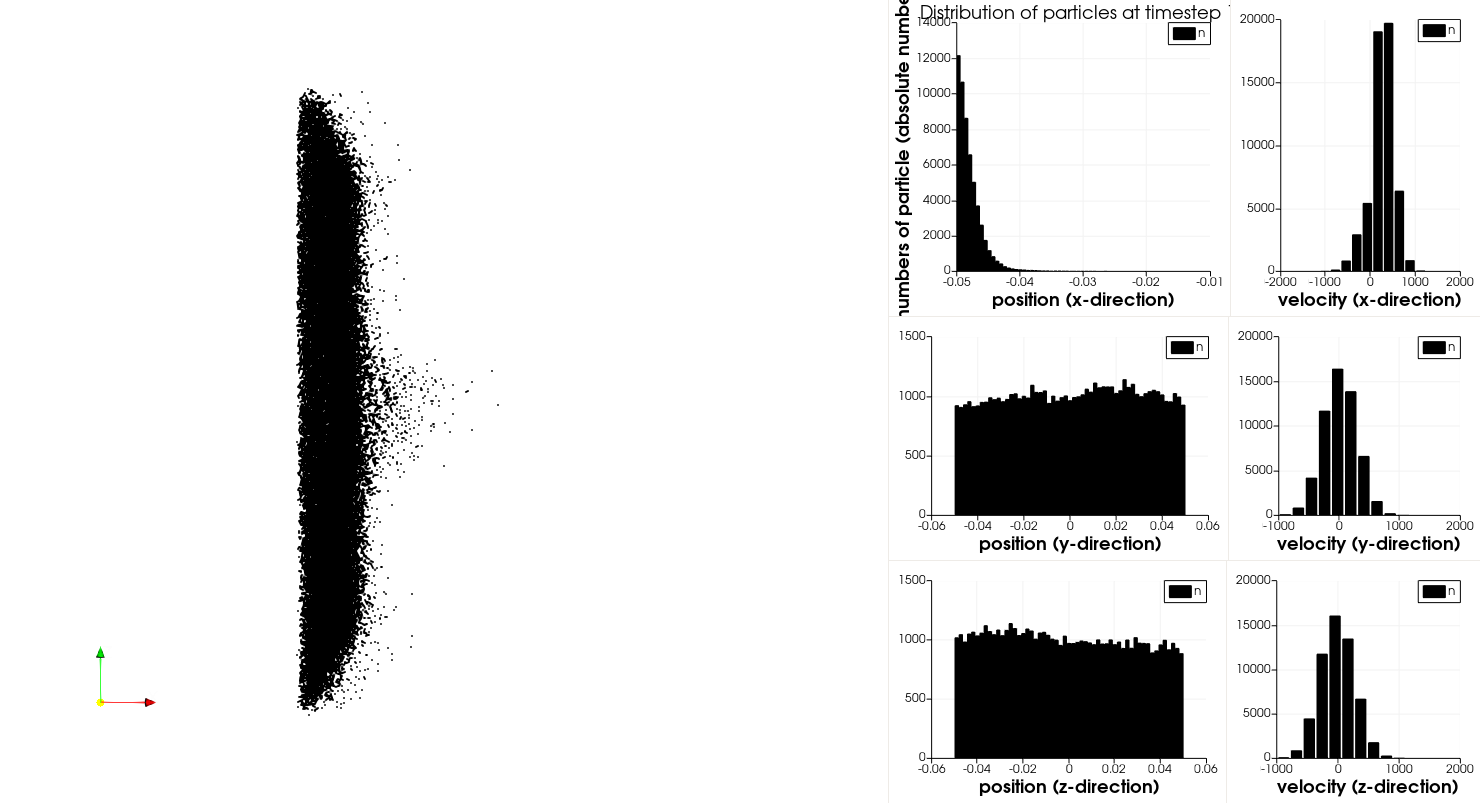 Distribution of particles at timestep
numbers of particle (absolute numbe
14000
12000
10000
8000
6000
4000
2000
0
-0.05 -0.04 -0.03 -0.02 -0.01
position (x-direction)
n
20000
15000
10000
5000
0
-2000 -1000 0 1000 2000
velocity (x-direction)
n
1500
1000
500
0
-0.06 -0.04 -0.02 0 0.02 0.04 0.06
position (y-direction)
n
20000
15000
10000
5000
0
-1000 0 1000 2000
velocity (y-direction)
n
1500
1000
500
0
-0.06 -0.04 -0.02 0 0.02 0.04 0.06
position (z-direction)
n
20000
15000
10000
5000
0
-1000 0 1000 2000
velocity (z-direction)
n